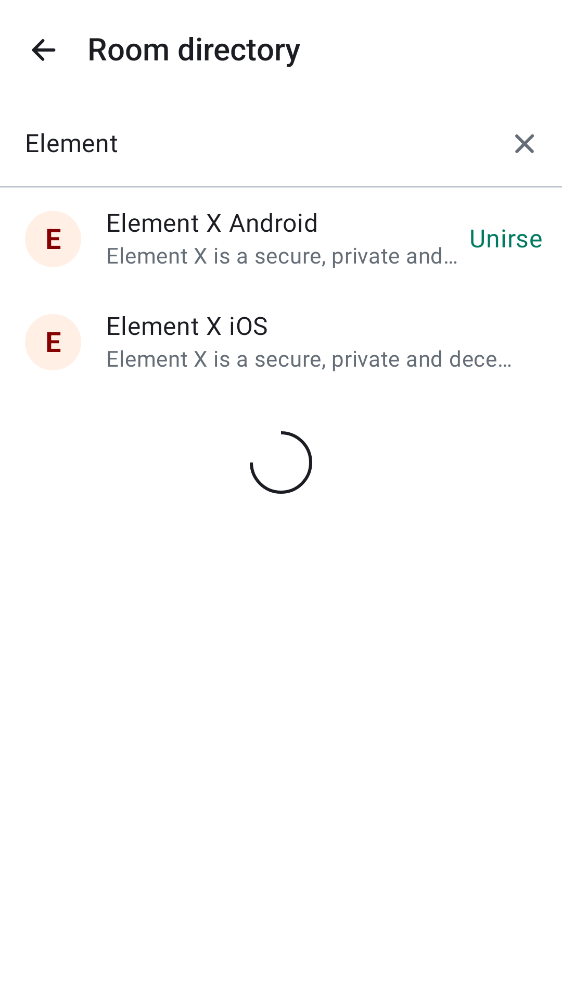 Room directory
Element
E
Element X Android
Element X is a secure, private and…
Unirse
E
Element X iOS
Element X is a secure, private and dece…